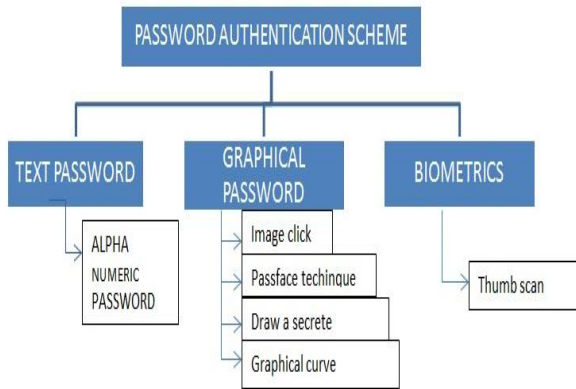 PASSWORD AUTHENTICATION SCHEME
TEXT PASSWORD
GRAPHICAL
PASSWORD
BIOMETRICS
ALPHA
NUMERIC
PASSWORD
Image click
Passface techinque
Draw a secrete
Graphical curve
Thumb scan